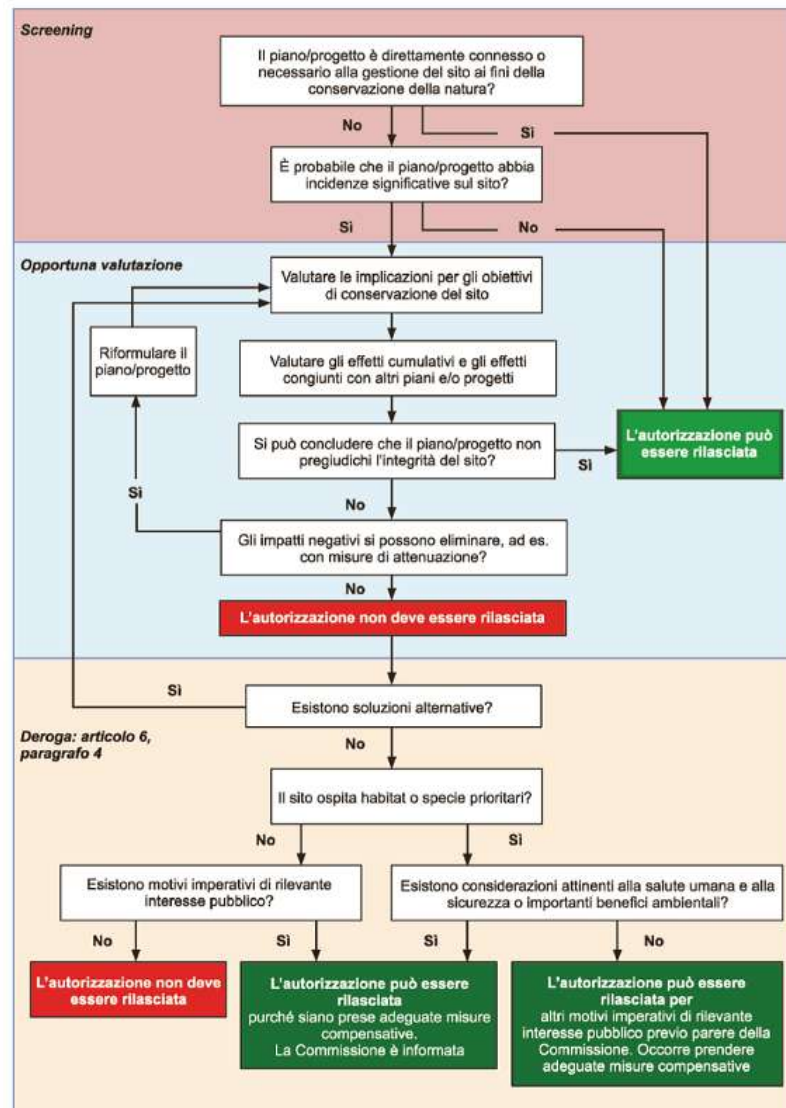 Screening
Il piano/progetto è direttamente connesso o
necessario alla gestione del sito ai fini della
conservazione della natura?
No
Sì
È probabile che il piano/progetto abbia
incidenze significative sul sito?
Sì
No
Opportuna valutazione
Valutare le implicazioni per gli obiettivi
di conservazione del sito
Riformulare il
piano/progetto
Valutare gli effetti cumulativi e gli effetti
congiunti con altri piani e/o progetti
L'autorizzazione può
essere rilasciata
Si può concludere che il piano/progetto non
pregiudichi l'integrità del sito?
Sì
Sì
No
Gli impatti negativi si possono eliminare, ad es.
con misure di attenuazione?
No
L'autorizzazione non deve essere rilasciata
Sì
Esistono soluzioni alternative?
Deroga: articolo 6,
paragrafo 4
No
Il sito ospita habitat o specie prioritari?
No
Sì
Esistono motivi imperativi di rilevante
interesse pubblico?
Esistono considerazioni attinenti alla salute umana e alla
sicurezza o importanti benefici ambientali?
No
Sì
Sì
No
L'autorizzazione non deve
essere rilasciata
L'autorizzazione può essere
rilasciata
purché siano prese adeguate misure
compensative.
La Commissione è informata
L'autorizzazione può essere
rilasciata per
altri motivi imperativi di rilevante
interesse pubblico previo parere della
Commissione. Occorre prendere
adeguate misure compensative